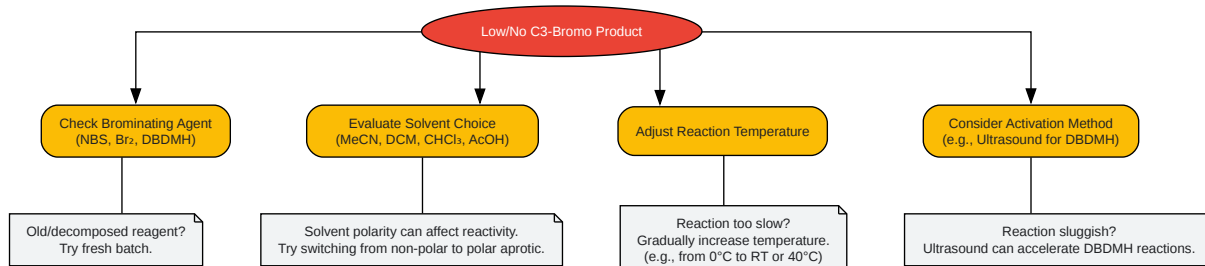 Low/No C3-Bromo Product
Check Brominating Agent
(NBS, Br₂, DBDMH)
Evaluate Solvent Choice
(MeCN, DCM, CHCl₃, AcOH)
Adjust Reaction Temperature
Consider Activation Method
(e.g., Ultrasound for DBDMH)
Old/decomposed reagent?
Try fresh batch.
Solvent polarity can affect reactivity.
Try switching from non-polar to polar aprotic.
Reaction too slow?
Gradually increase temperature.
(e.g., from 0°C to RT or 40°C)
Reaction sluggish?
Ultrasound can accelerate DBDMH reactions.